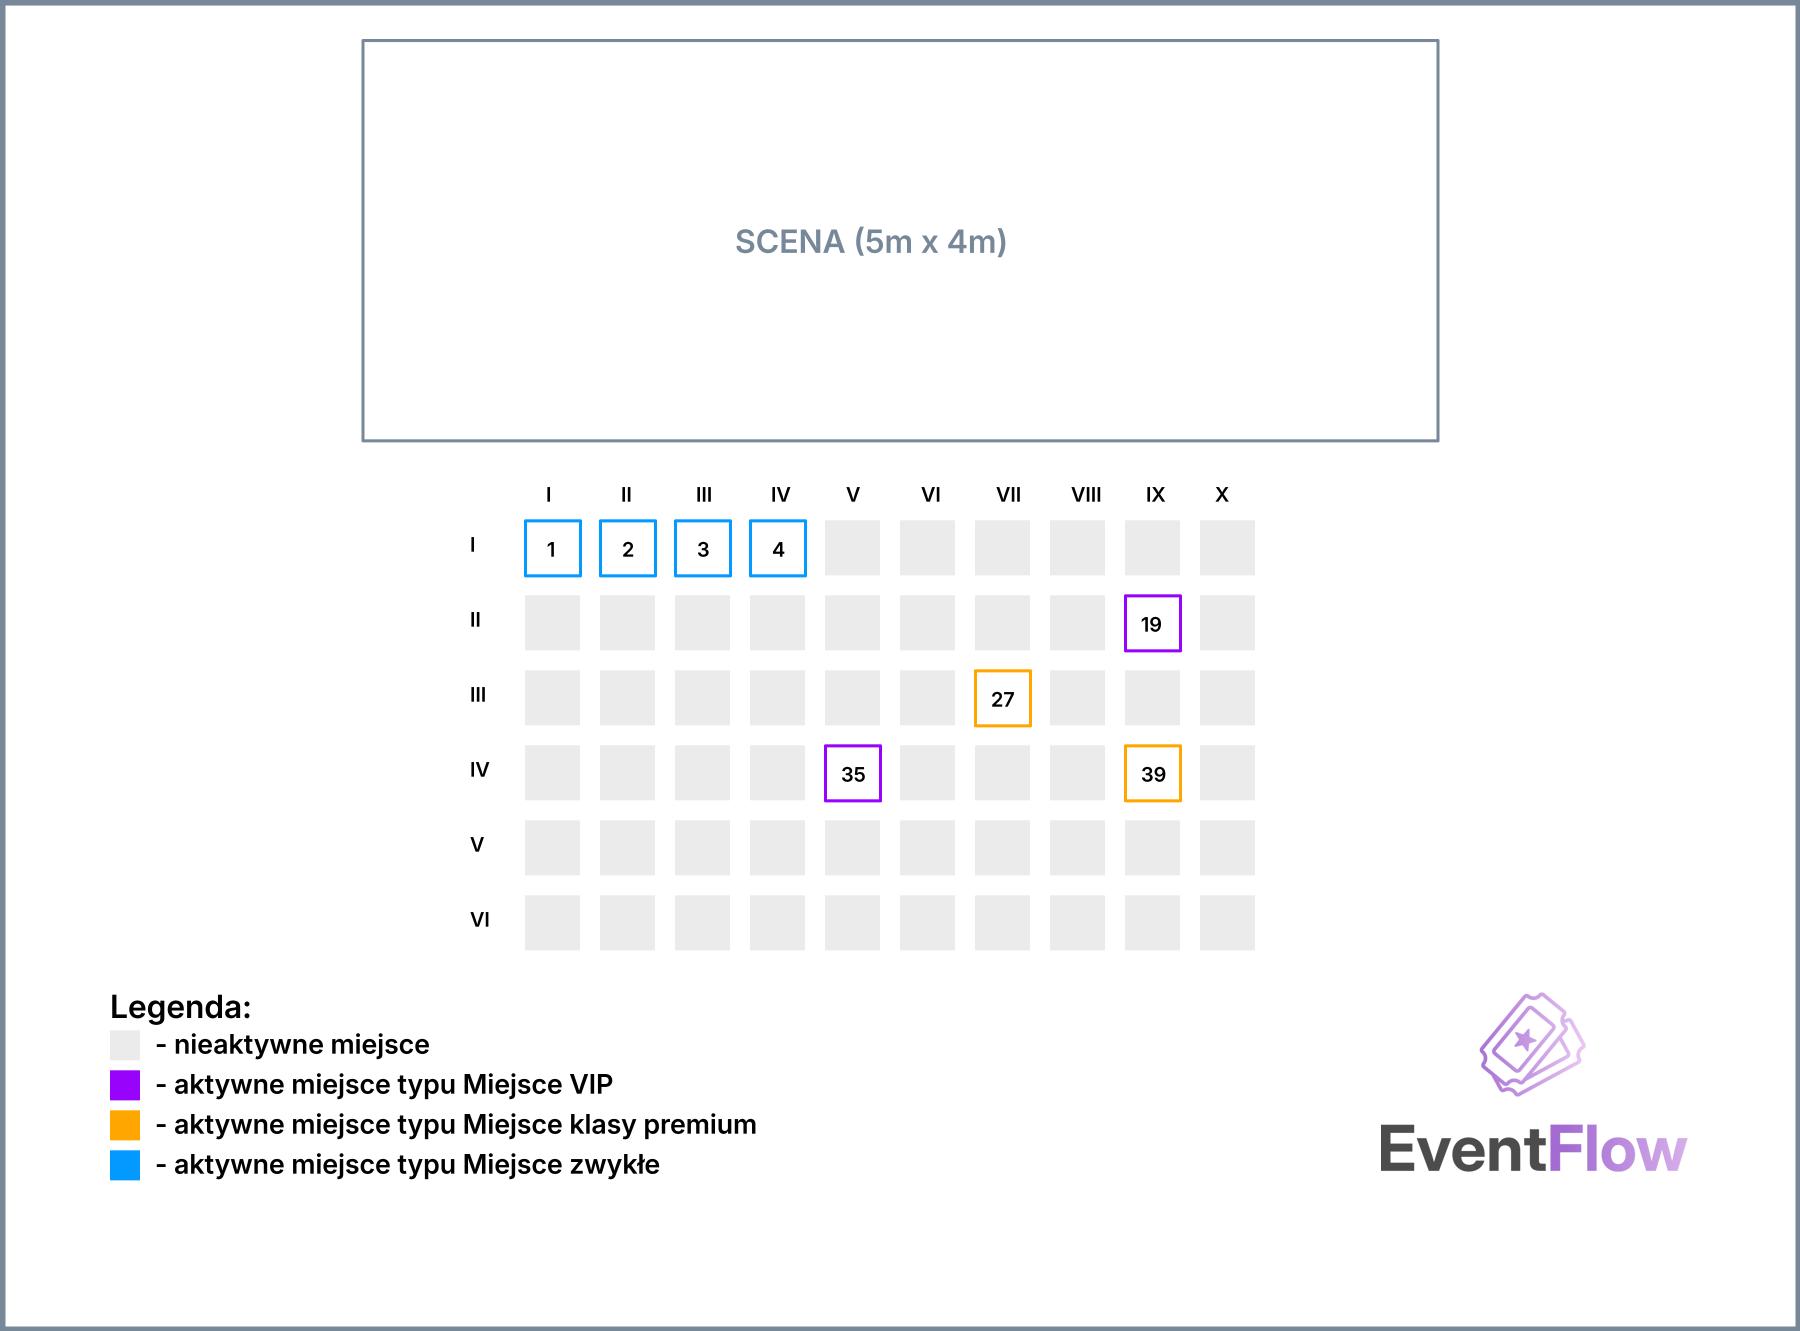 SCENA (5m x 4m)
I II III IV V VI VII VIII IX X
I 1 2 3 4
II 19
III 27
IV 35 39
V
VI
Legenda:
- nieaktywne miejsce
- aktywne miejsce typu Miejsce VIP
- aktywne miejsce typu Miejsce klasy premium
- aktywne miejsce typu Miejsce zwykłe
EventFlow